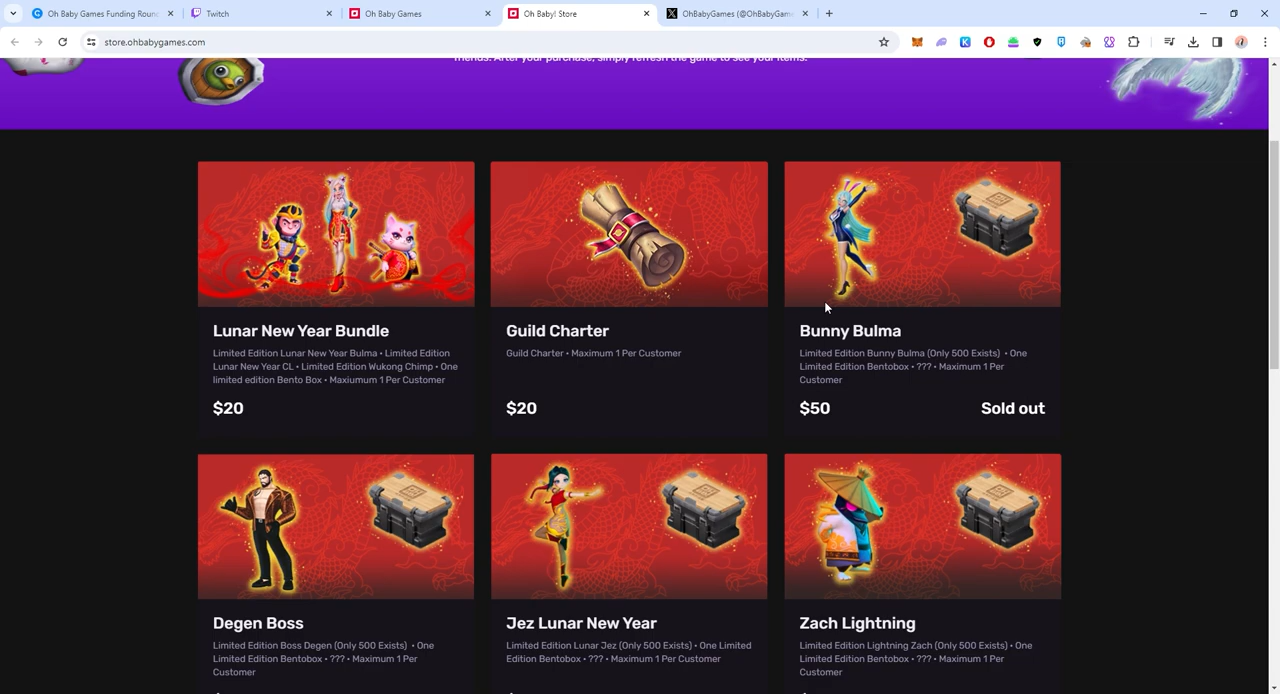 Oh Baby Games Funding Roun
Twitch
Oh Baby Games
Oh Baby! Store
OhBabyGames (@OhBabyGame
store.ohbabygames.com
friends. After your purchase, simply refresh the game to see your items.
Lunar New Year Bundle
Limited Edition Lunar New Year Bulma • Limited Edition
Lunar New Year CL • Limited Edition Wukong Chimp • One
limited edition Bento Box • Maxiumum 1 Per Customer
$20
Guild Charter
Guild Charter • Maximum 1 Per Customer
$20
Bunny Bulma
Limited Edition Bunny Bulma (Only 500 Exists) • One
Limited Edition Bentobox • ??? • Maximum 1 Per
Customer
$50 Sold out
Degen Boss
Limited Edition Boss Degen (Only 500 Exists) • One
Limited Edition Bentobox • ??? • Maximum 1 Per
Customer
Jez Lunar New Year
Limited Edition Lunar Jez (Only 500 Exists) • One Limited
Edition Bentobox • ??? • Maximum 1 Per Customer
Zach Lightning
Limited Edition Lightning Zach (Only 500 Exists) • One
Limited Edition Bentobox • ??? • Maximum 1 Per
Customer